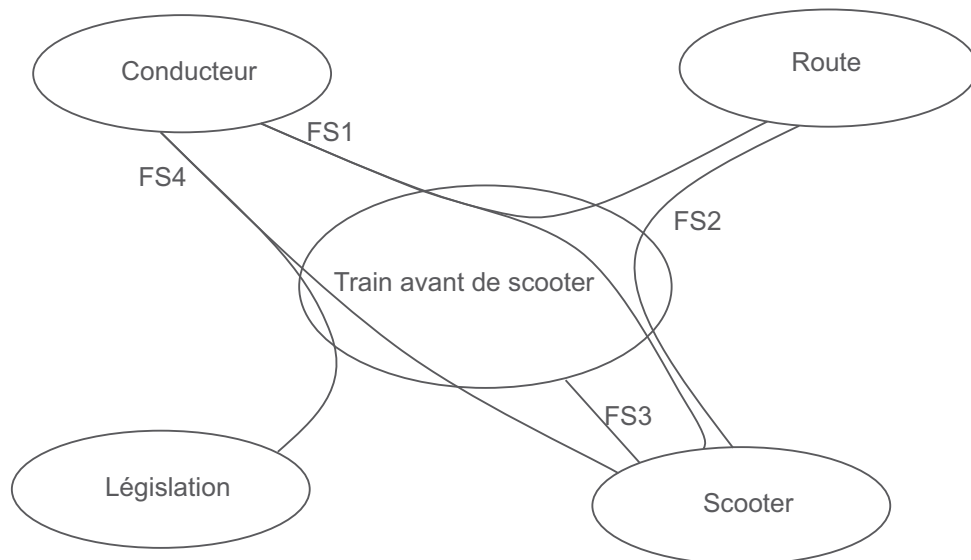 Conducteur
Route
FS1
FS4
FS2
Train avant de scooter
FS3
Législation
Scooter